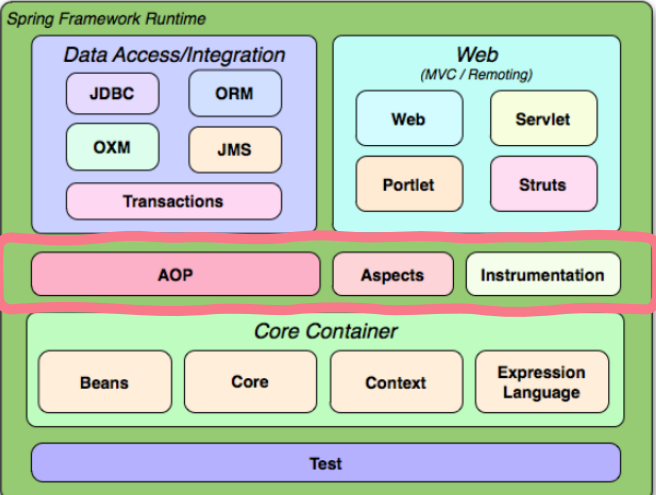 Spring Framework Runtime
Data Access/Integration
JDBC
ORM
OXM
JMS
Transactions
Web
(MVC / Remoting)
Web
Servlet
Portlet
Struts
AOP
Aspects
Instrumentation
Core Container
Beans
Core
Context
Expression
Language
Test